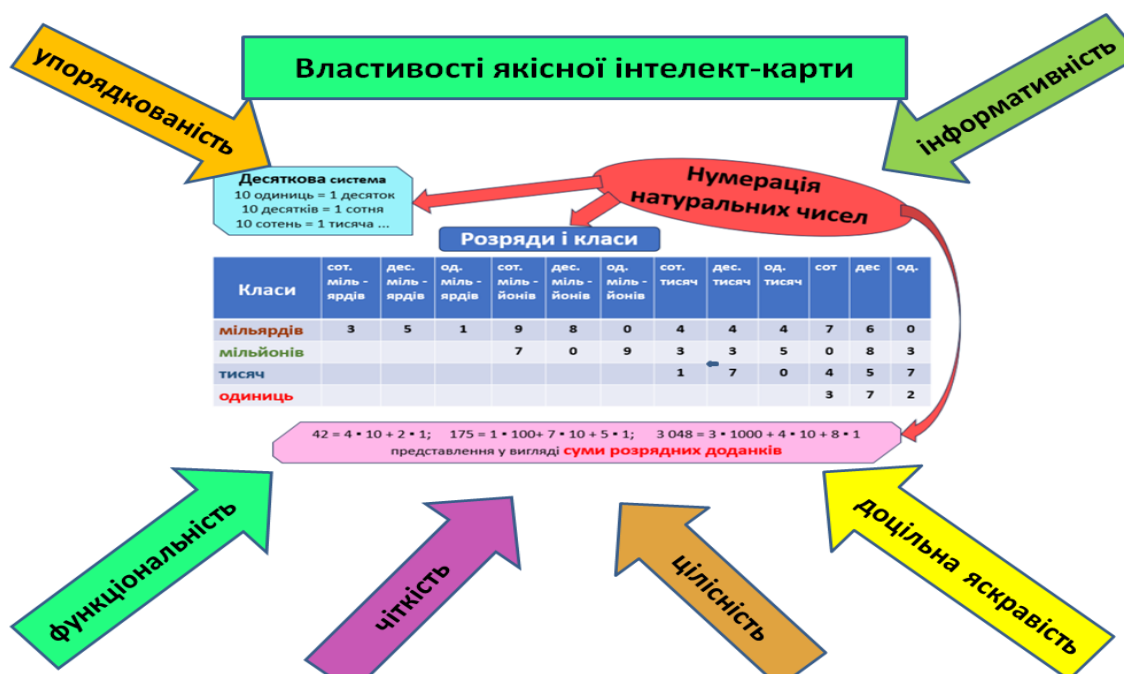 Властивості якісної інтелект-карти
упорядкованість
інформативність
Десяткова система
10 одиниць = 1 десяток
10 десятків = 1 сотня
10 сотень = 1 тисяча ...
Нумерація
натуральних чисел
Розряди і класи
Класи | сот. міль - ярдів | дес. міль - ярдів | од. міль - ярдів | сот. міль - йонів | дес. міль - йонів | од. міль - йонів | сот. тисяч | дес. тисяч | од. тисяч | сот | дес | од.
мільярдів 3 5 1 9 8 0 4 4 4 7 6 0
мільйонів 7 0 9 3 3 5 0 8 3
тисяч 1 7 0 4 5 7
одиниць 3 7 2
42 = 4 • 10 + 2 • 1; 175 = 1 • 100+ 7 • 10 + 5 • 1; 3 048 = 3 • 1000 + 4 • 10 + 8 • 1
представлення у вигляді суми розрядних доданків
функціональність
чіткість
цілісність
доцільна яскравість